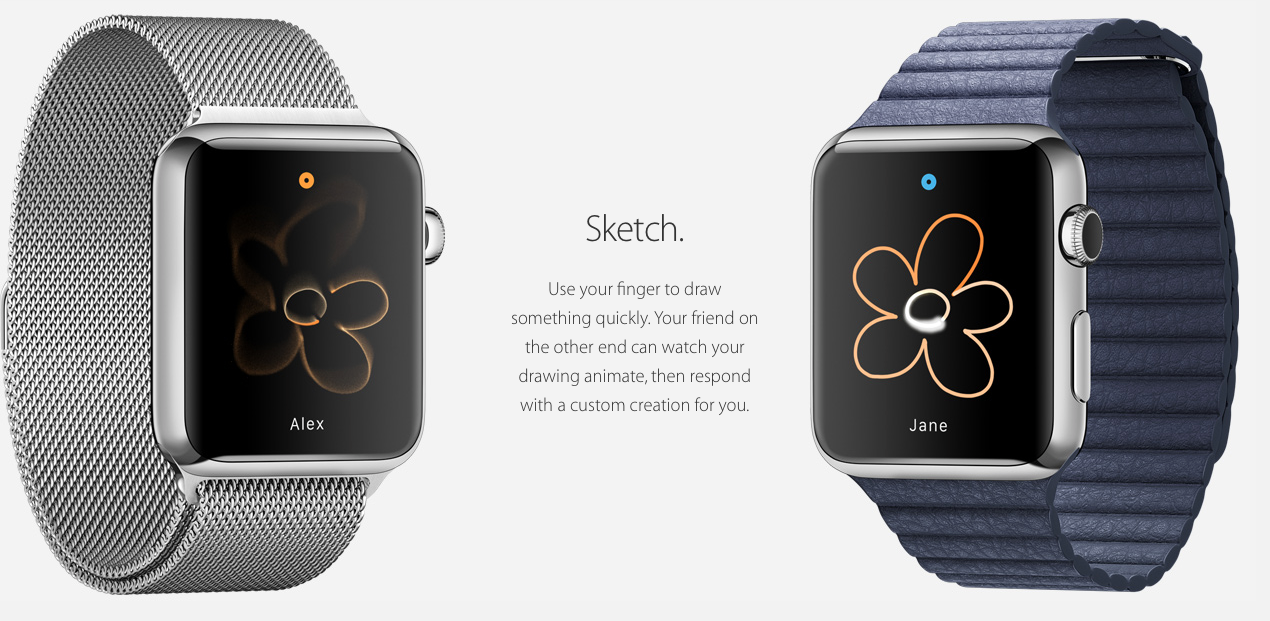 Sketch.
Use your finger to draw
something quickly. Your friend on
the other end can watch your
drawing animate, then respond
with a custom creation for you.
Alex
Jane